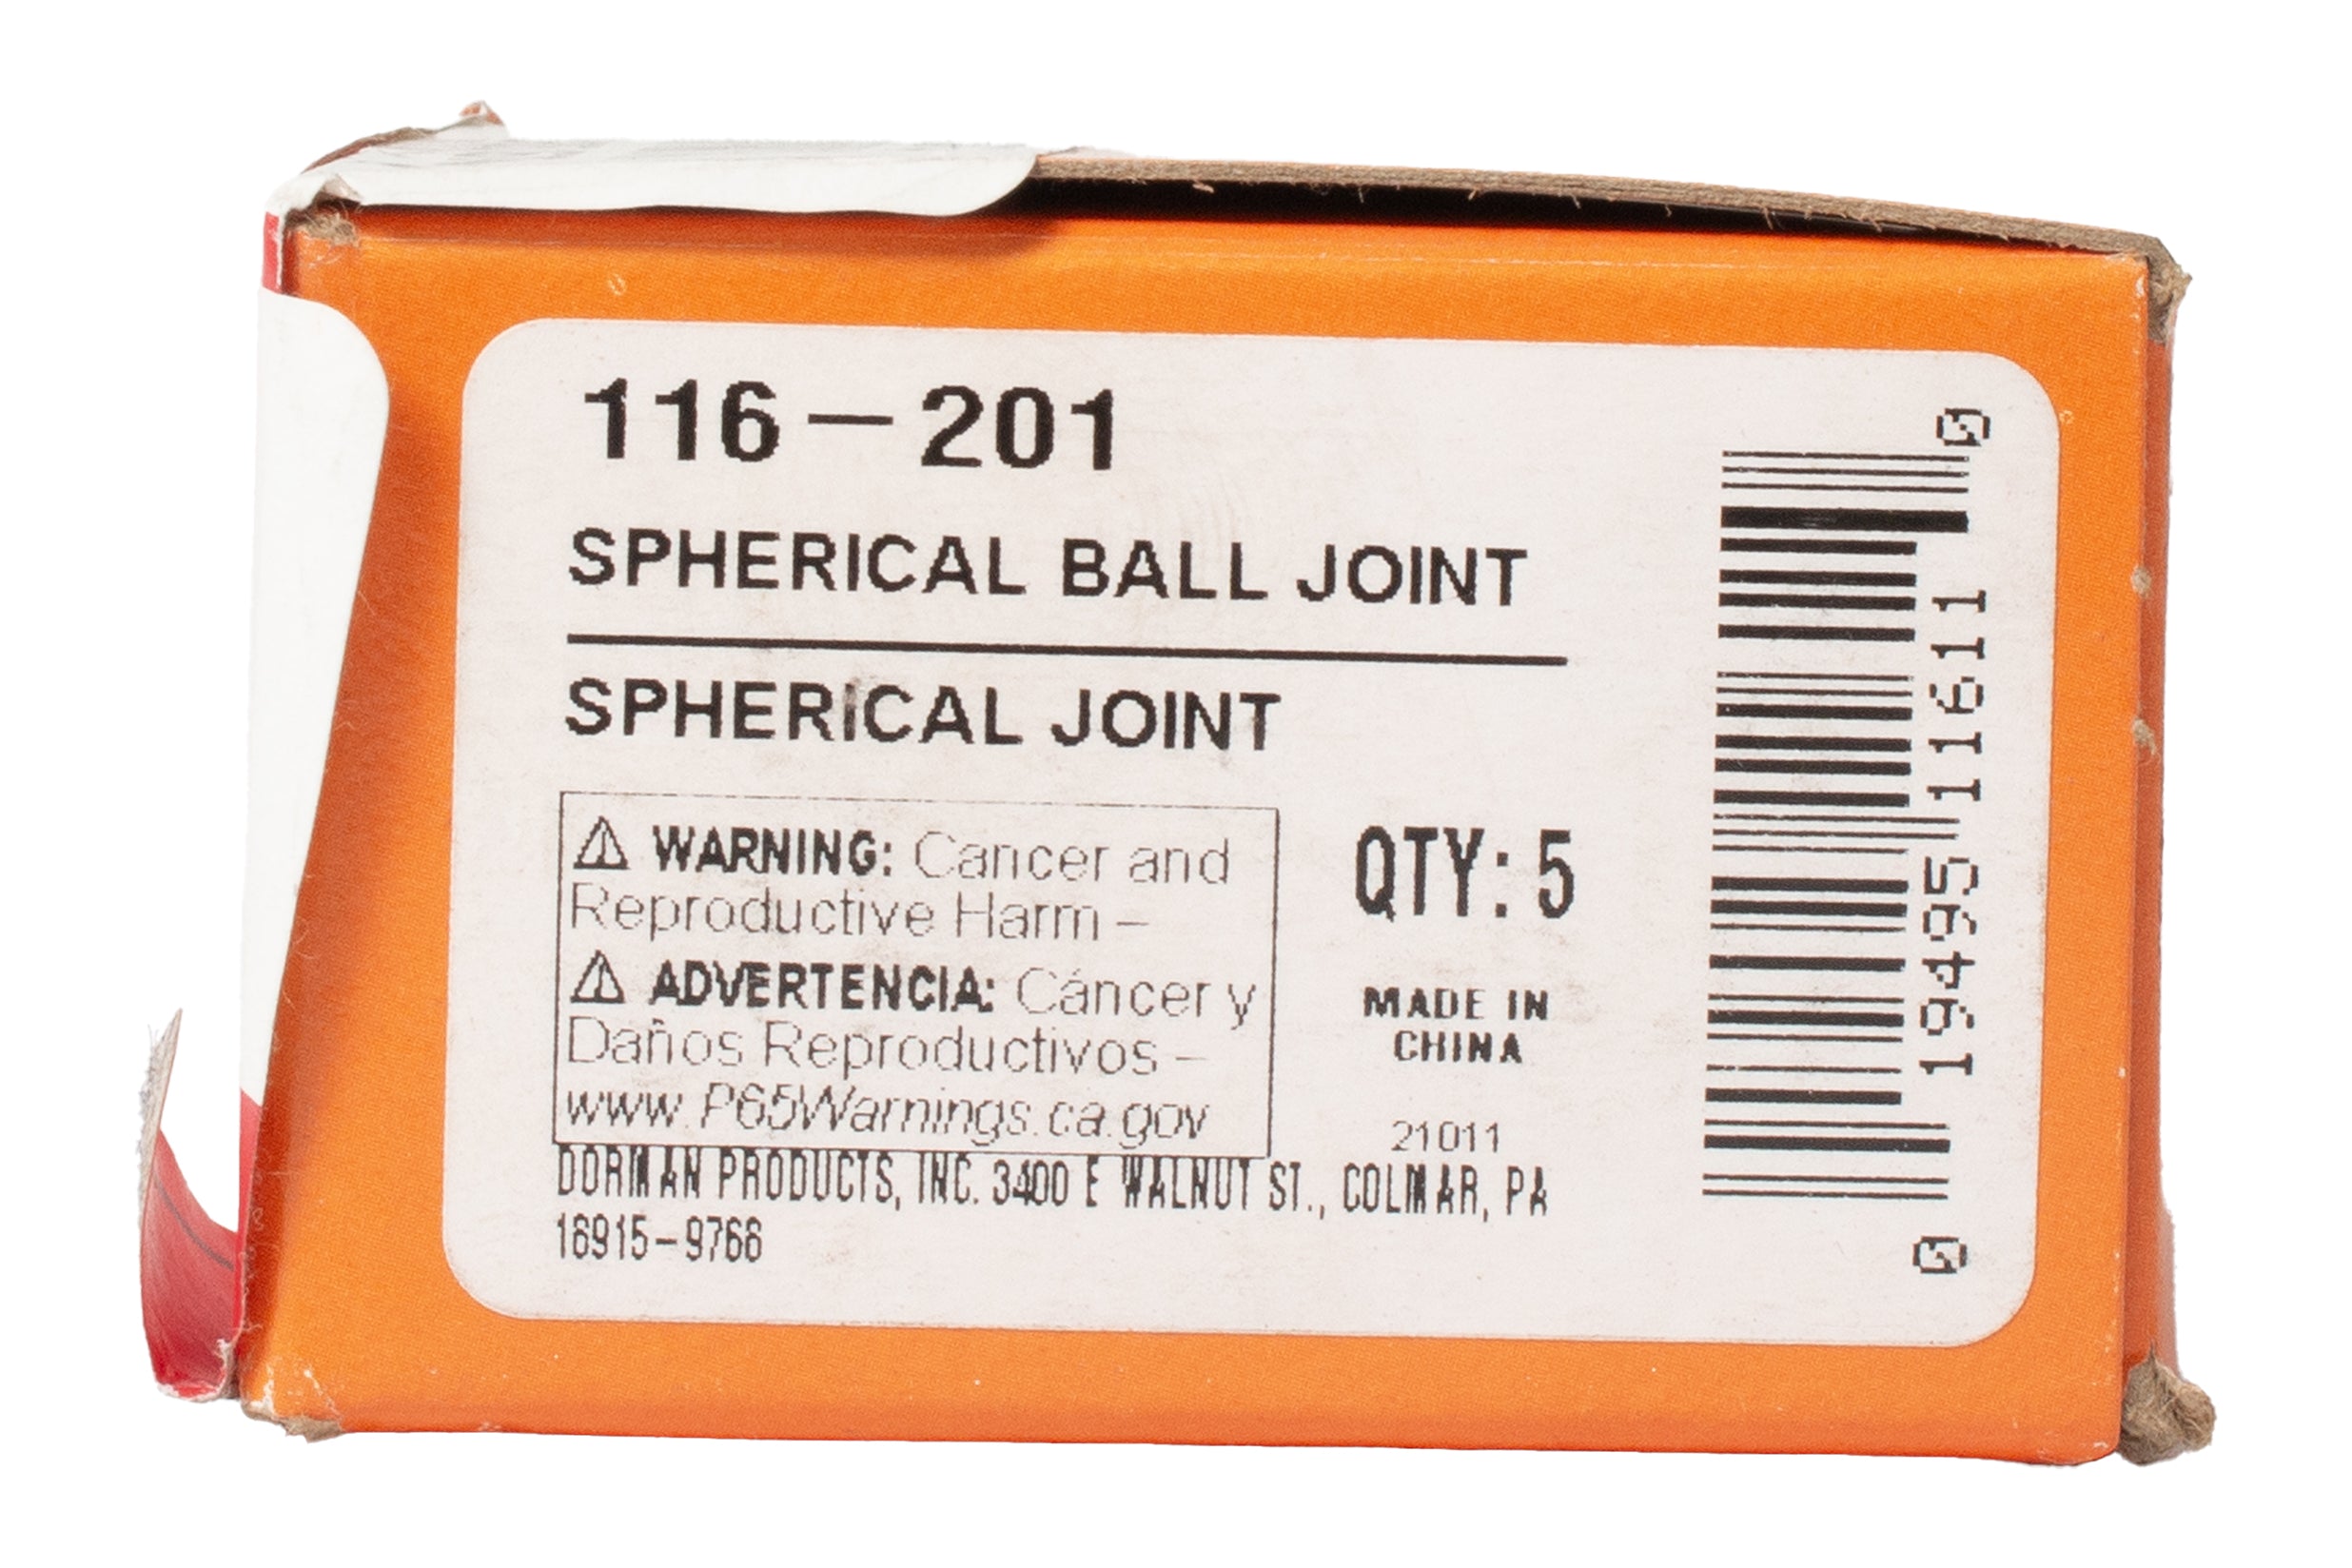 116-201
SPHERICAL BALL JOINT
SPHERICAL JOINT
⚠ WARNING: Cancer and
Reproductive Harm –
⚠ ADVERTENCIA: Cáncer y
Daños Reproductivos –
www.P65Warnings.ca.gov
QTY: 5
MADE IN
CHINA
21011
DORMAN PRODUCTS, INC. 3400 E WALNUT ST., COLMAR, PA
16915-9766
0 19495 11611 0